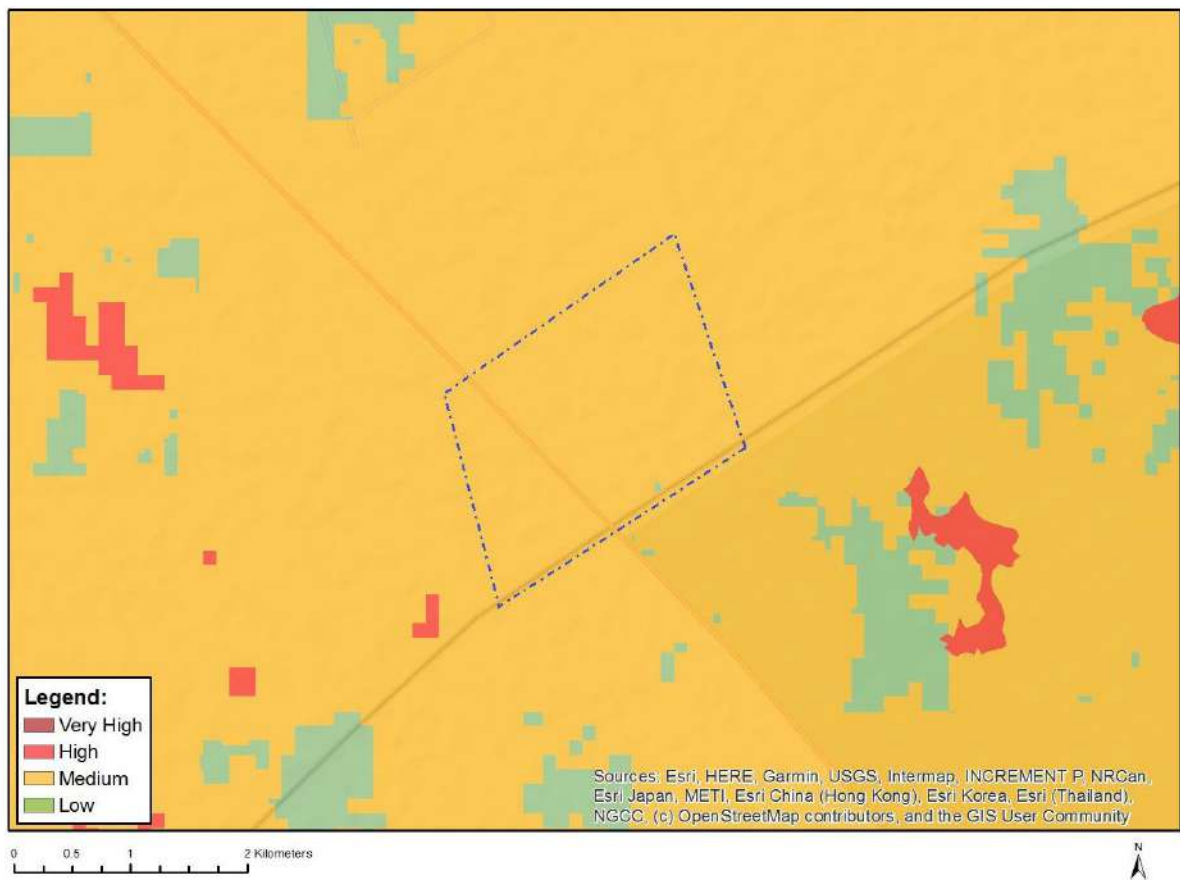 Legend:
Very High
High
Medium
Low
Sources: Esri, HERE, Garmin, USGS, Intermap, INCREMENT P, NRCan,
Esri Japan, METI, Esri China (Hong Kong), Esri Korea, Esri (Thailand),
NGCC, (c) OpenStreetMap contributors, and the GIS User Community
0 0.5 1 2 Kilometers
N